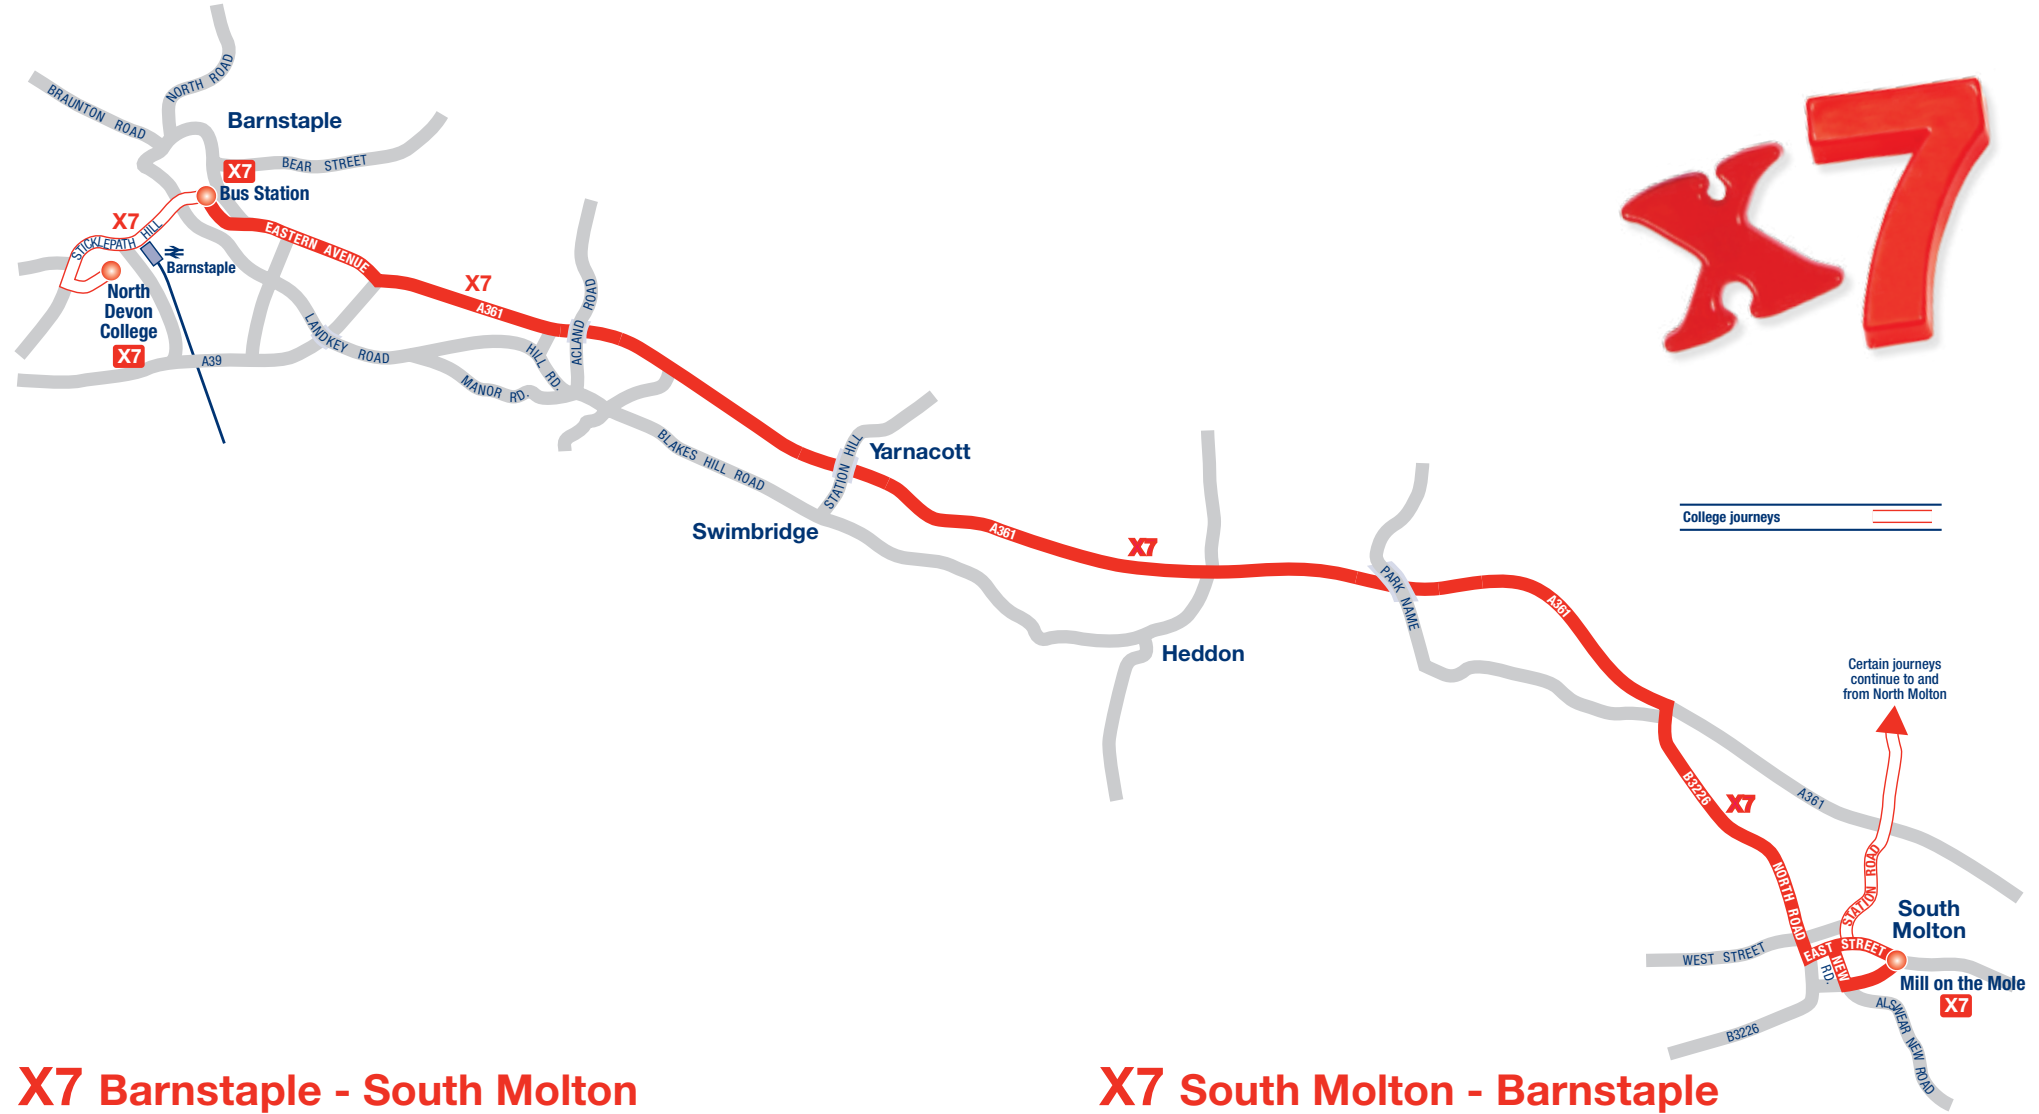 NORTH ROAD
BRAUNTON ROAD
Barnstaple
BEAR STREET
X7
Bus Station
X7
STICKLEPATH HILL
EASTERN AVENUE
Barnstaple
North
Devon
College
X7
A39
X7
A361
LANDKEY ROAD
HILL RD.
ACLAND ROAD
MANOR RD.
BLAKES HILL ROAD
STATION HILL
Yarnacott
Swimbridge
A361
X7
Heddon
PARK NAME
A361
x7
College journeys
Certain journeys
continue to and
from North Molton
B3226
X7
A361
NORTH ROAD
STATION ROAD
South
Molton
WEST STREET
EAST STREET
NEW
RD.
Mill on the Mole
X7
ALSWEAR NEW ROAD
B3226
X7 Barnstaple - South Molton
X7 South Molton - Barnstaple